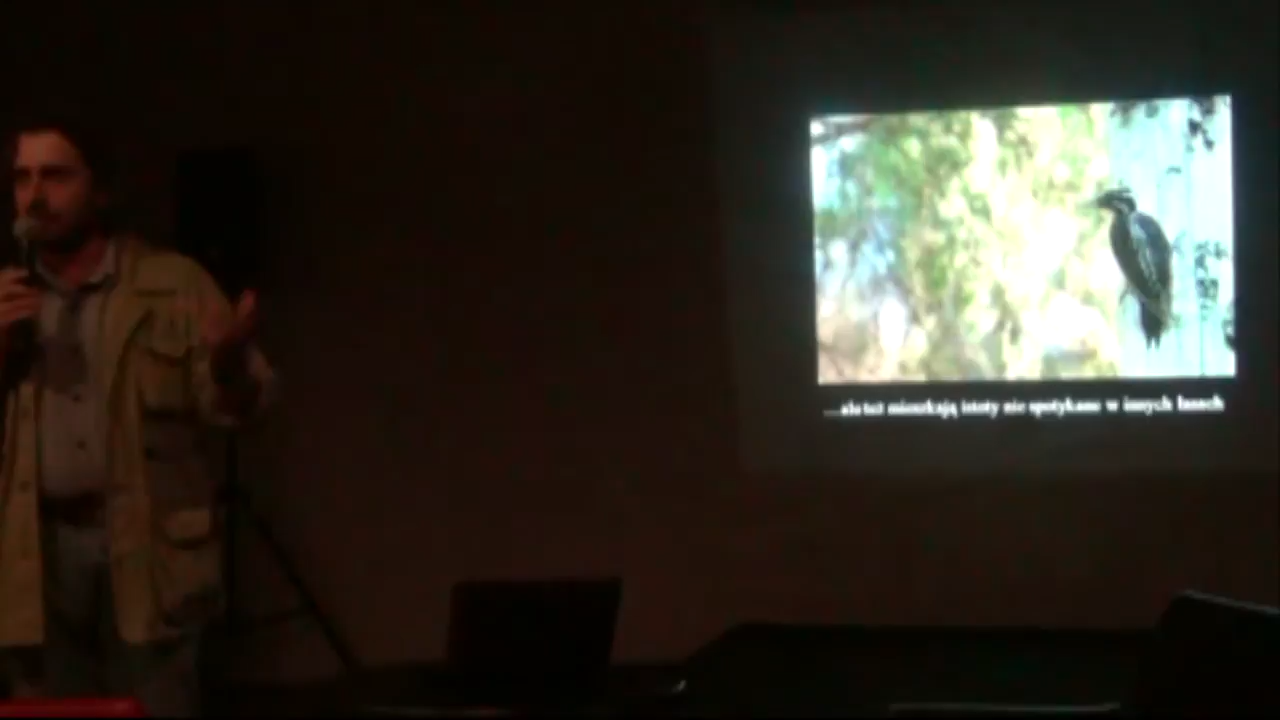 ...ale też mieszkają istoty nie spotykane w innych lasach